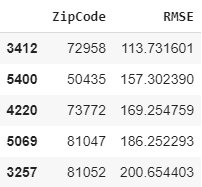 ZipCode RMSE
3412 72958 113.731601
5400 50435 157.302390
4220 73772 169.254759
5069 81047 186.252293
3257 81052 200.654403